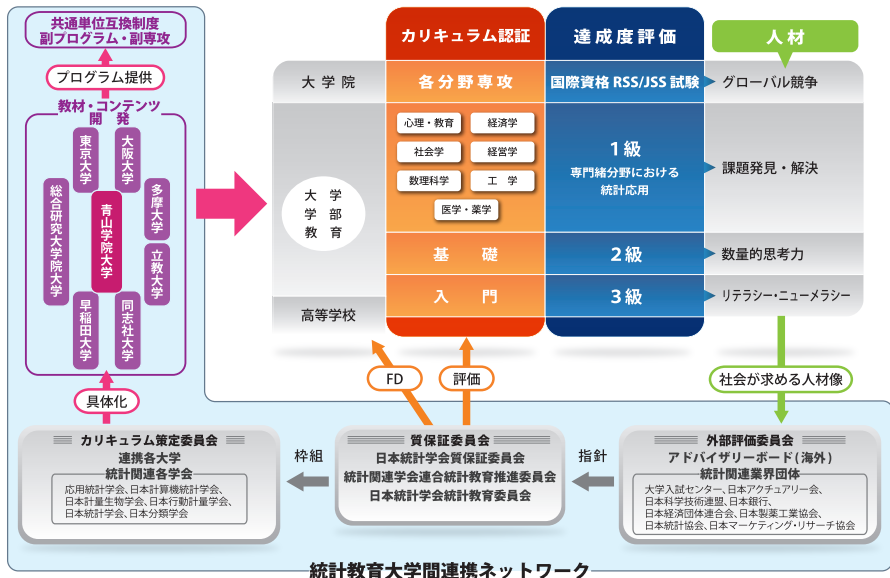 共通単位互換制度
副プログラム・副専攻
プログラム提供
教材・コンテンツ
開発
東京大学
大阪大学
総合研究大学院大学
青山学院大学
多摩大学
立教大学
早稲田大学
同志社大学
具体化
カリキュラム認証
達成度評価
人材
大学院
各分野専攻
国際資格RSS/JSS試験
グローバル競争
大学
学部
教育
心理・教育
経済学
社会学
経営学
数理科学
工学
医学・薬学
1級
専門緒分野における
統計応用
課題発見・解決
基礎
2級
数量的思考力
高等学校
入門
3級
リテラシー・ニューメラシー
FD
評価
社会が求める人材像
カリキュラム策定委員会
連携各大学
統計関連各学会
応用統計学会、日本計算機統計学会、
日本計量生物学会、日本行動計量学会、
日本統計学会、日本分類学会
枠組
質保証委員会
日本統計学会質保証委員会
統計関連学会連合統計教育推進委員会
日本統計学会統計教育委員会
指針
外部評価委員会
アドバイザリーボード(海外)
統計関連業界団体
大学入試センター、日本アクチュアリー会、
日本科学技術連盟、日本銀行、
日本経済団体連合会、日本製薬工業協会、
日本統計協会、日本マーケティング・リサーチ協会
統計教育大学間連携ネットワーク